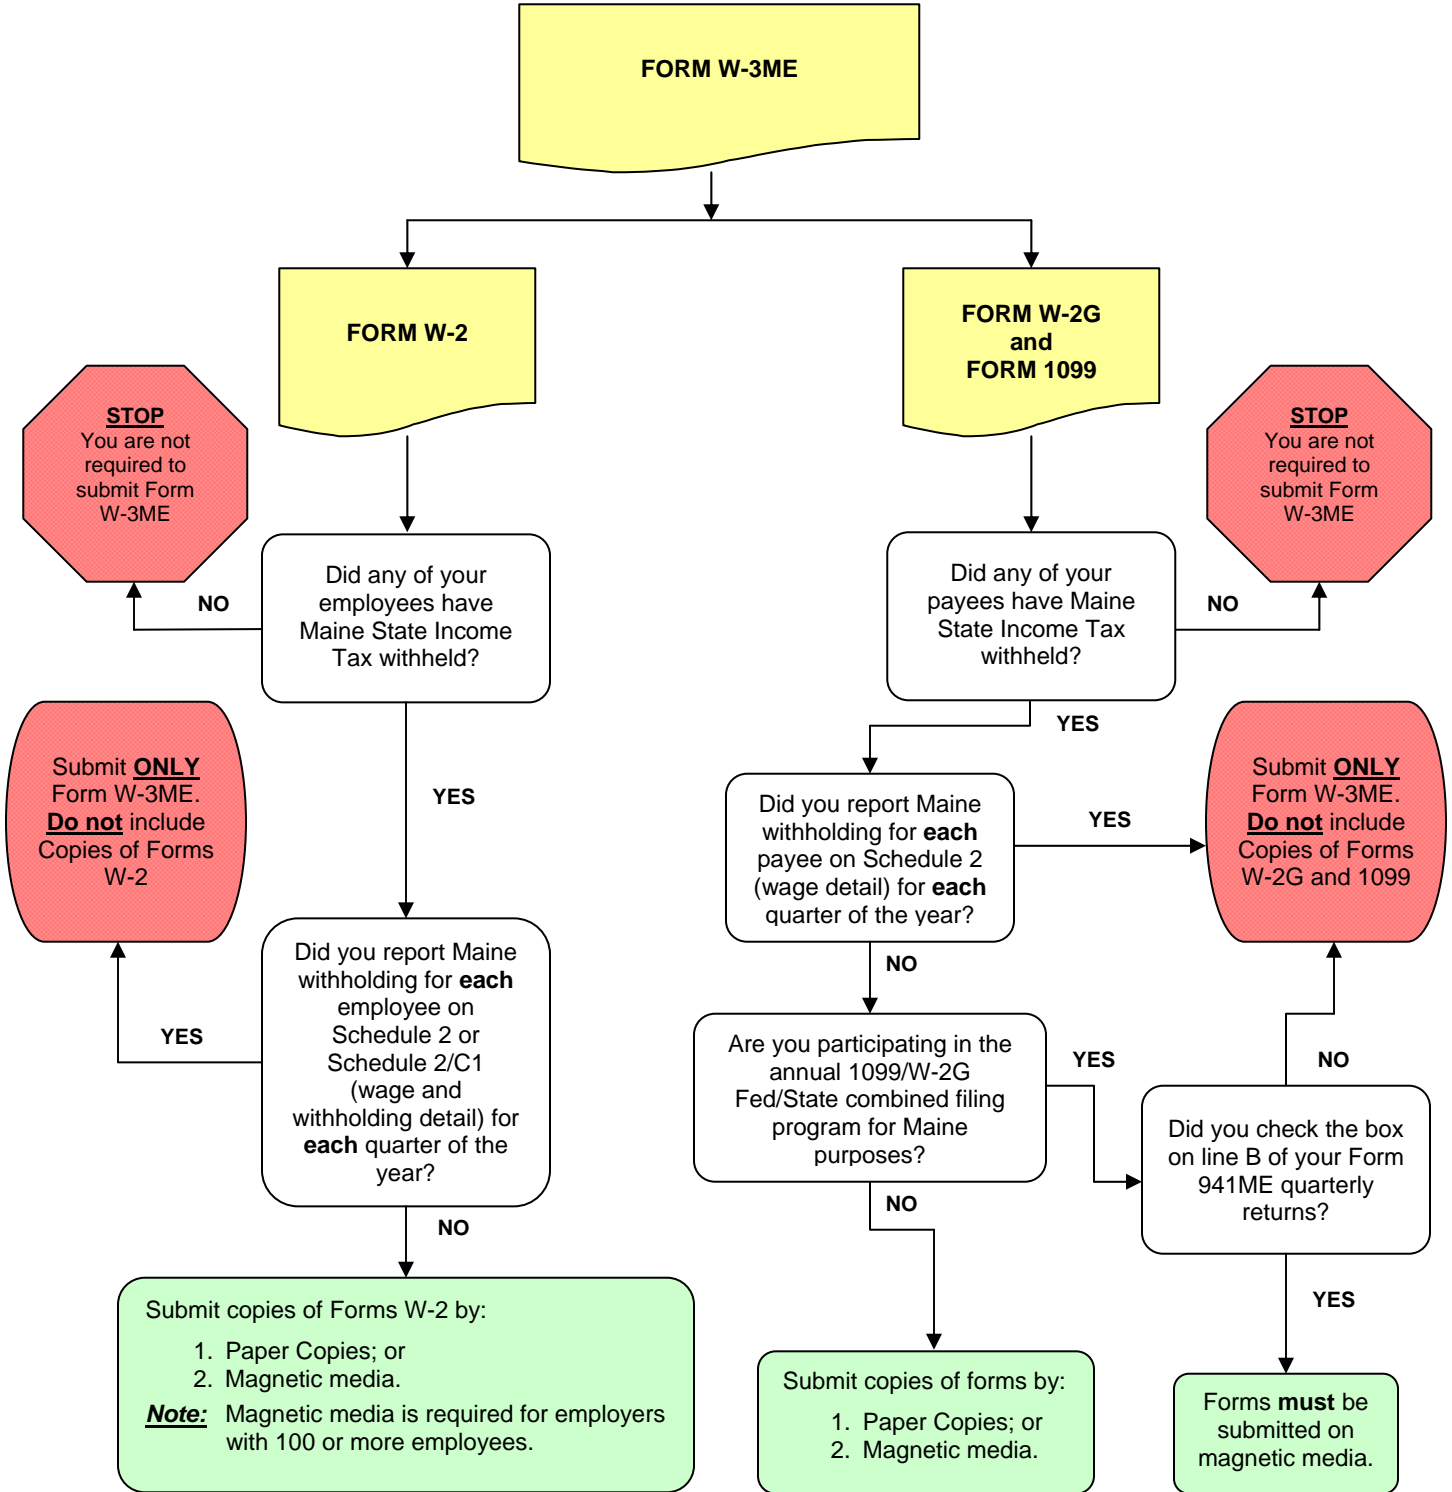 FORM W-3ME
FORM W-2
FORM W-2G
and
FORM 1099
STOP
You are not
required to
submit Form
W-3ME
STOP
You are not
required to
submit Form
W-3ME
Did any of your
employees have
Maine State Income
Tax withheld?
NO
Did any of your
payees have Maine
State Income Tax
withheld?
NO
YES
YES
Submit ONLY
Form W-3ME.
Do not include
Copies of Forms
W-2
Did you report Maine
withholding for each
payee on Schedule 2
(wage detail) for each
quarter of the year?
YES
Submit ONLY
Form W-3ME.
Do not include
Copies of Forms
W-2G and 1099
Did you report Maine
withholding for each
employee on
Schedule 2 or
Schedule 2/C1
(wage and
withholding detail) for
each quarter of the
year?
YES
NO
NO
Are you participating in the
annual 1099/W-2G
Fed/State combined filing
program for Maine
purposes?
YES
NO
NO
Did you check the box
on line B of your Form
941ME quarterly
returns?
YES
Submit copies of Forms W-2 by:
1. Paper Copies; or
2. Magnetic media.
Note: Magnetic media is required for employers
with 100 or more employees.
Submit copies of forms by:
1. Paper Copies; or
2. Magnetic media.
Forms must be
submitted on
magnetic media.